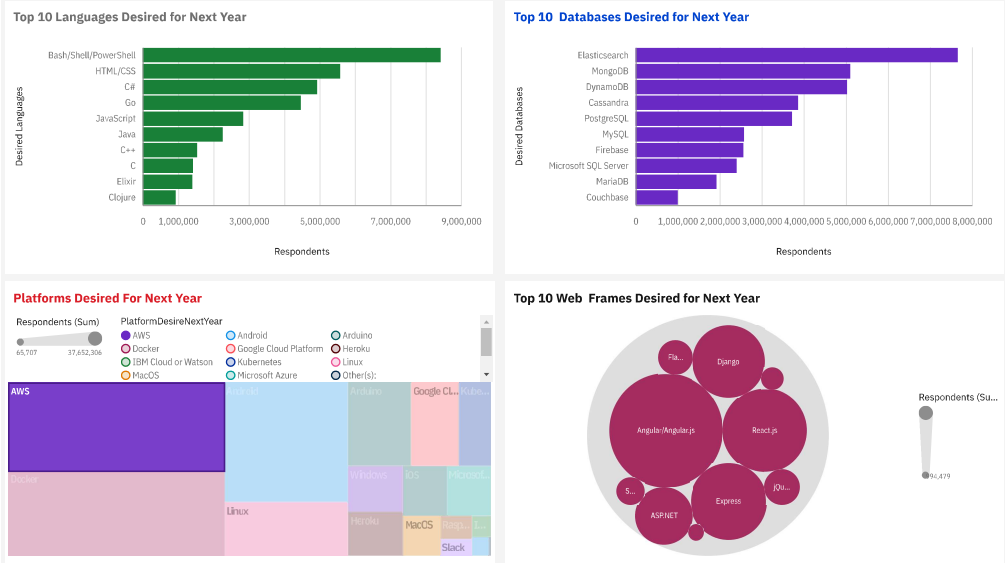 Top 10 Languages Desired for Next Year
Desired Languages
Bash/Shell/PowerShell
HTML/CSS
C#
Go
JavaScript
Java
C++
C
Elixir
Clojure
0 1,000,000 3,000,000 5,000,000 7,000,000 9,000,000
Respondents
Top 10 Databases Desired for Next Year
Desired Databases
Elasticsearch
MongoDB
DynamoDB
Cassandra
PostgreSQL
MySQL
Firebase
Microsoft SQL Server
MariaDB
Couchbase
0 1,000,000 2,000,000 3,000,000 4,000,000 5,000,000 6,000,000 7,000,000 8,000,000
Respondents
Platforms Desired For Next Year
Respondents (Sum)
65,707 37,652,306
PlatformDesireNextYear
AWS Android Arduino
Docker Google Cloud Platform Heroku
IBM Cloud or Watson Kubernetes Linux
MacOS Microsoft Azure Other(s):
AWS
Android
Arduino
Google Cl...
Kube...
Docker
Linux
Windows
iOS
Microsof...
Heroku
MacOS
Rasp...
I...
Slack
Top 10 Web Frames Desired for Next Year
Fla...
Django
Angular/Angular.js
React.js
S...
jQu...
Express
ASP.NET
Respondents (Su...
94,479